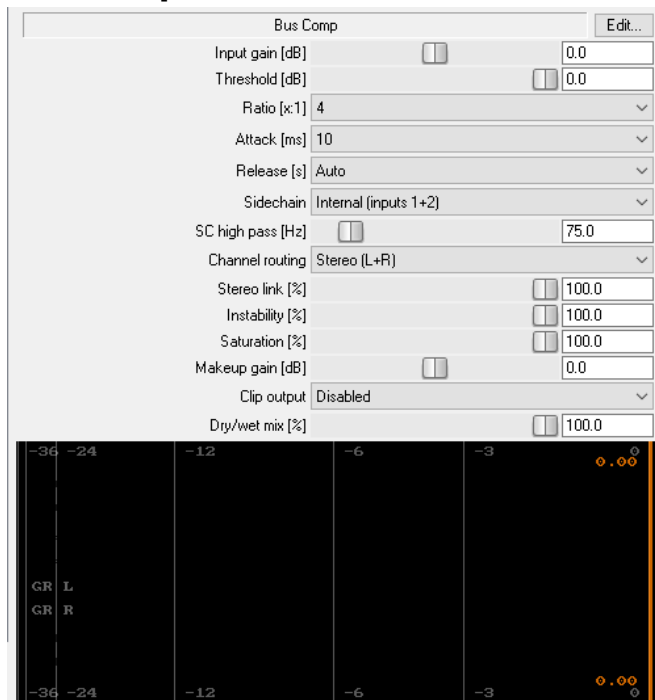 Bus Comp Edit...
Input gain [dB] 0.0
Threshold [dB] 0.0
Ratio [x:1] 4
Attack [ms] 10
Release [s] Auto
Sidechain Internal (inputs 1+2)
SC high pass [Hz] 75.0
Channel routing Stereo (L+R)
Stereo link [%] 100.0
Instability [%] 100.0
Saturation [%] 100.0
Makeup gain [dB] 0.0
Clip output Disabled
Dry/wet mix [%] 100.0
-36 -24 -12 -6 -3 0
0.00
GR L
GR R
0.00
-36 -24 -12 -6 -3 0